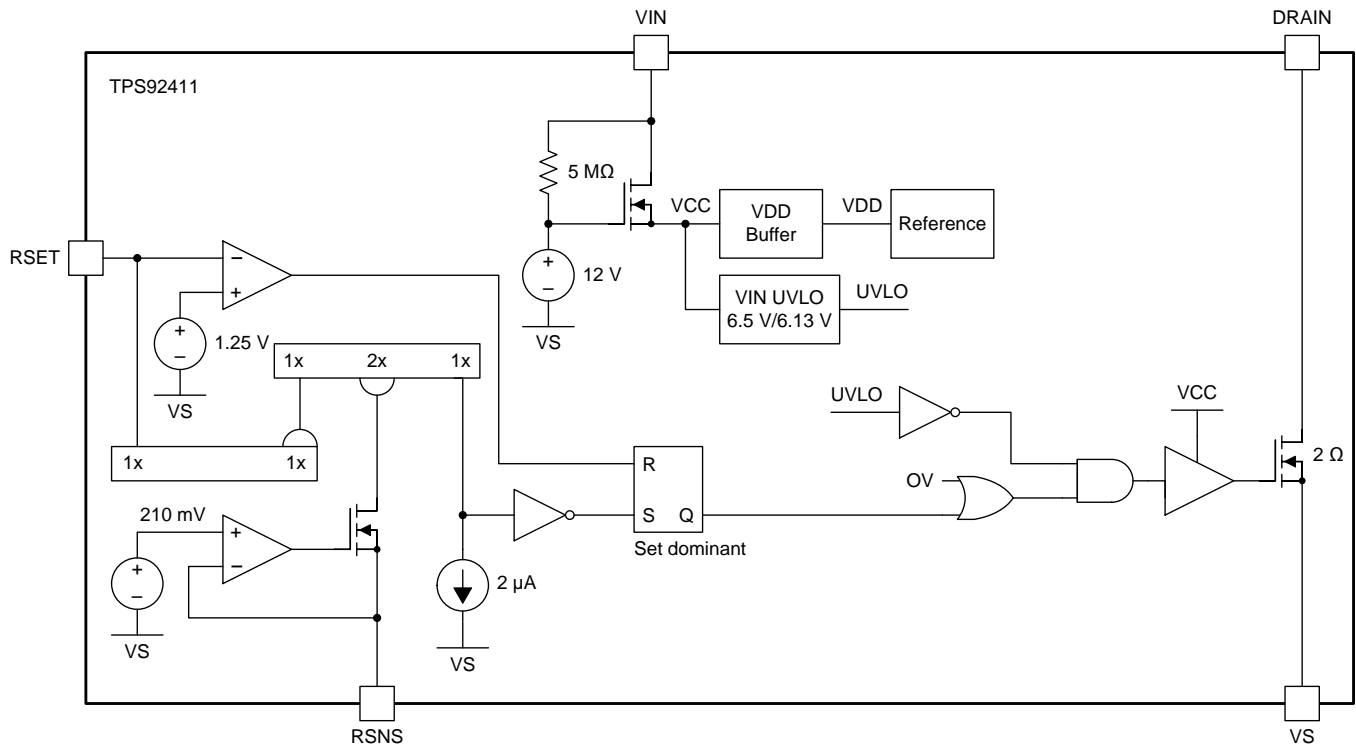 VIN
DRAIN
TPS92411
5 MΩ
VCC
VDD
Buffer
VDD
Reference
RSET
−
+
+
−
1.25 V
VS
+
−
12 V
VS
VIN UVLO
6.5 V/6.13 V
UVLO
1x
2x
1x
1x
1x
UVLO
VCC
2 Ω
R
S
Q
Set dominant
OV
210 mV
+
−
+
−
VS
2 µA
VS
RSNS
VS